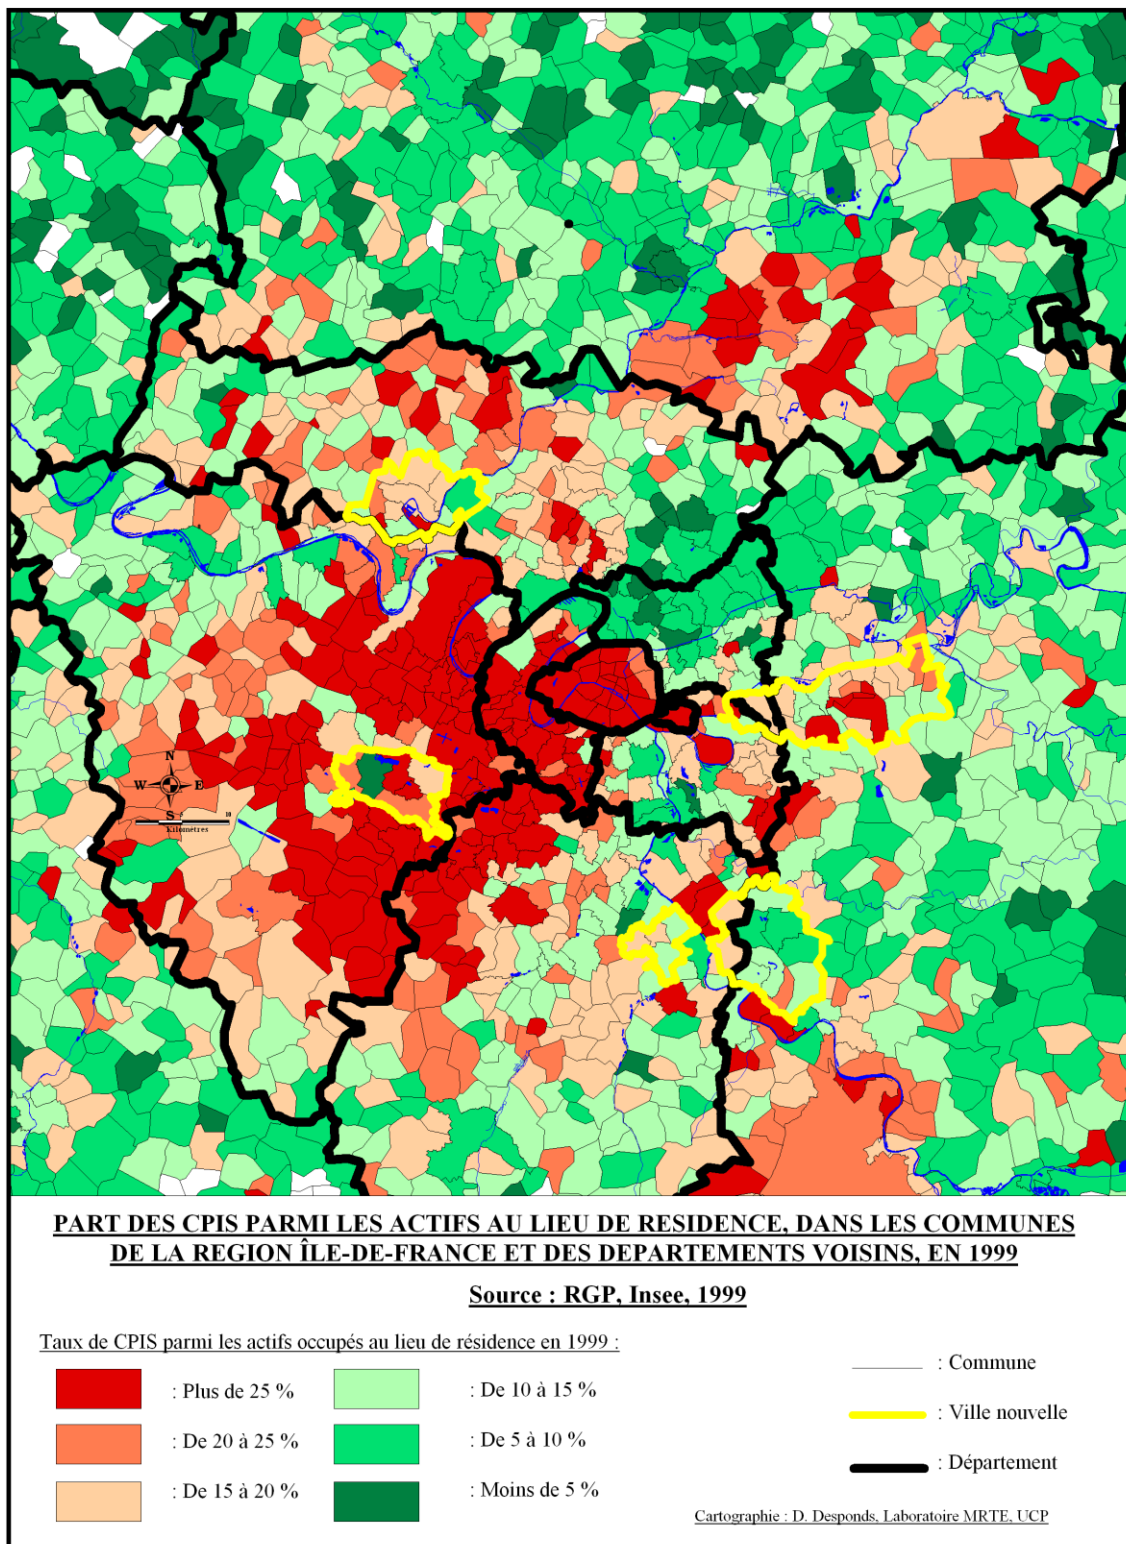 N
W E
S
10
Kilomètres
PART DES CPIS PARMI LES ACTIFS AU LIEU DE RESIDENCE, DANS LES COMMUNES
DE LA REGION ÎLE-DE-FRANCE ET DES DEPARTEMENTS VOISINS, EN 1999
Source : RGP, Insee, 1999
Taux de CPIS parmi les actifs occupés au lieu de résidence en 1999 :
: Plus de 25 %
: De 20 à 25 %
: De 15 à 20 %
: De 10 à 15 %
: De 5 à 10 %
: Moins de 5 %
: Commune
: Ville nouvelle
: Département
Cartographie : D. Desponds, Laboratoire MRTE, UCP